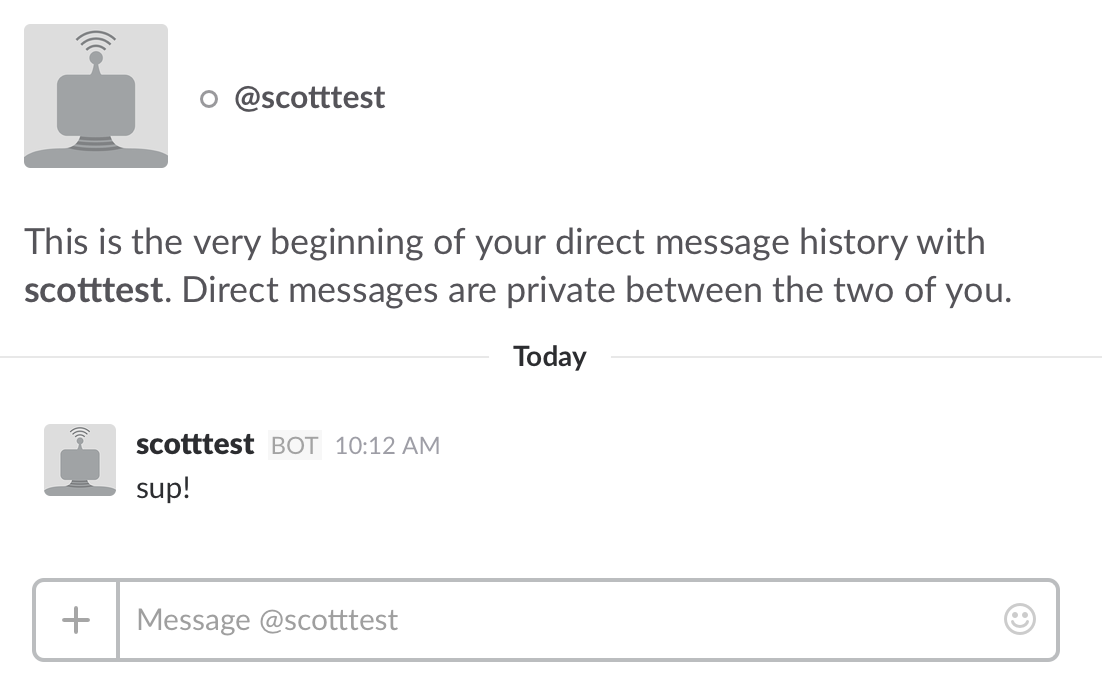 @scotttest
This is the very beginning of your direct message history with
scotttest. Direct messages are private between the two of you.
Today
scotttest BOT 10:12 AM
sup!
Message @scotttest